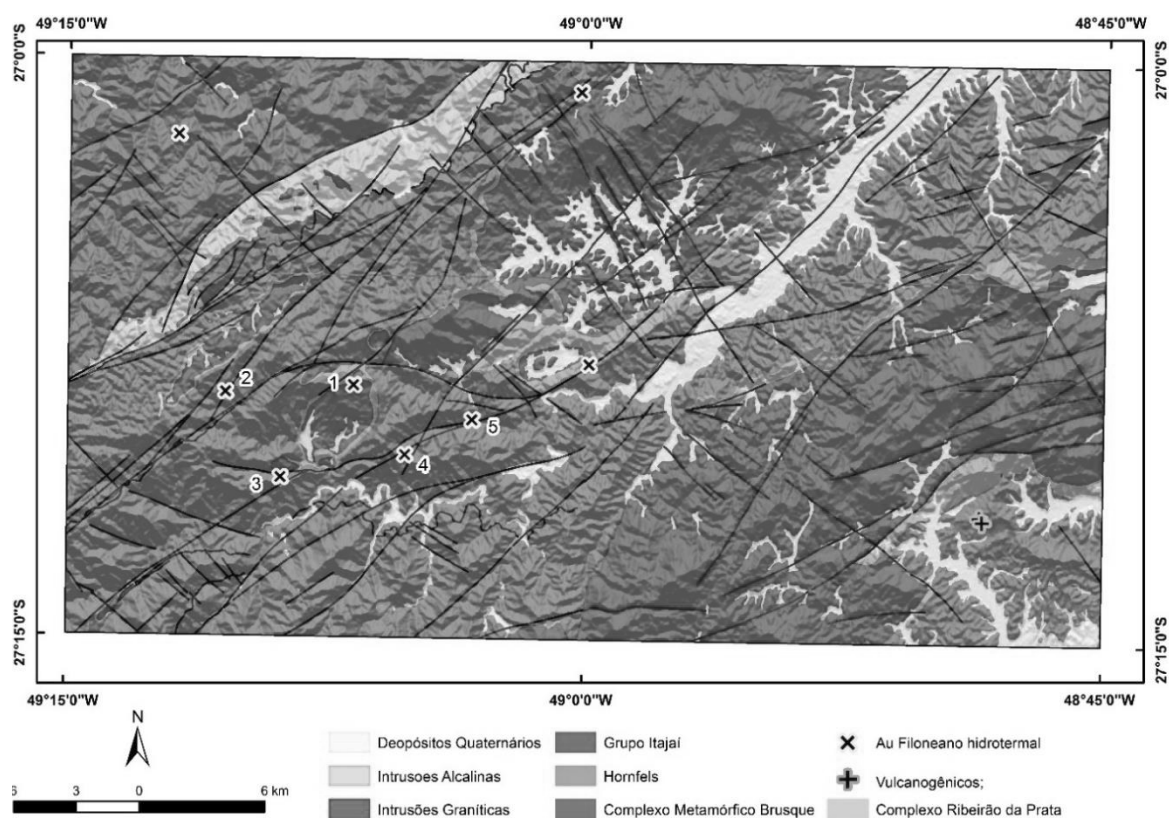 49°15'0"W 49°0'0"W 48°45'0"W
27°0'0"S
27°0'0"S
2
1
5
4
3
27°15'0"S
27°15'0"S
49°15'0"W 49°0'0"W 48°45'0"W
N
6 3 0 6 km
Deopósitos Quaternários
Intrusoes Alcalinas
Intrusões Graníticas
Grupo Itajaí
Hornfels
Complexo Metamórfico Brusque
Au Filoneano hidrotermal
Vulcanogênicos;
Complexo Ribeirão da Prata